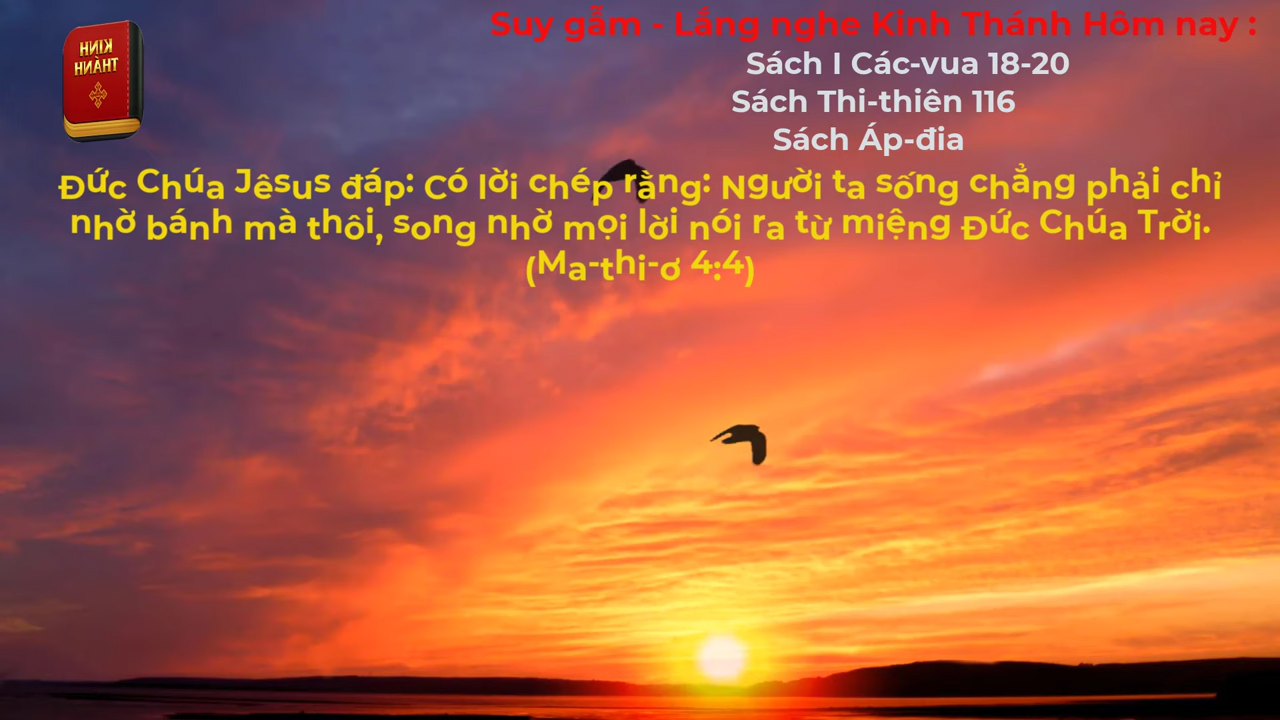 Suy gẫm - Lắng nghe Kinh Thánh Hôm nay :
KINH
THÁNH
Sách I Các-vua 18-20
Sách Thi-thiên 116
Sách Áp-đia
Đức Chúa Jêsus đáp: Có lời chép rằng: Người ta sống chẳng phải chỉ
nhờ bánh mà thôi, song nhờ mọi lời nói ra từ miệng Đức Chúa Trời.
(Ma-thi-ơ 4:4)